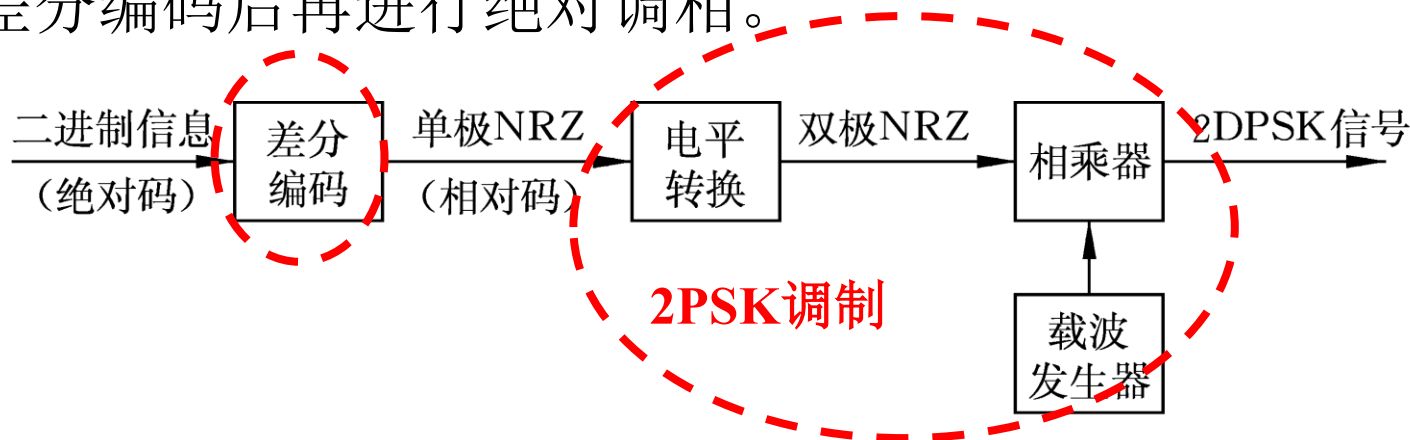 差分编码后再进行绝对调相。
二进制信息
(绝对码)
差分
编码
单极NRZ
(相对码)
电平
转换
双极NRZ
相乘器
2DPSK信号
2PSK调制
载波
发生器